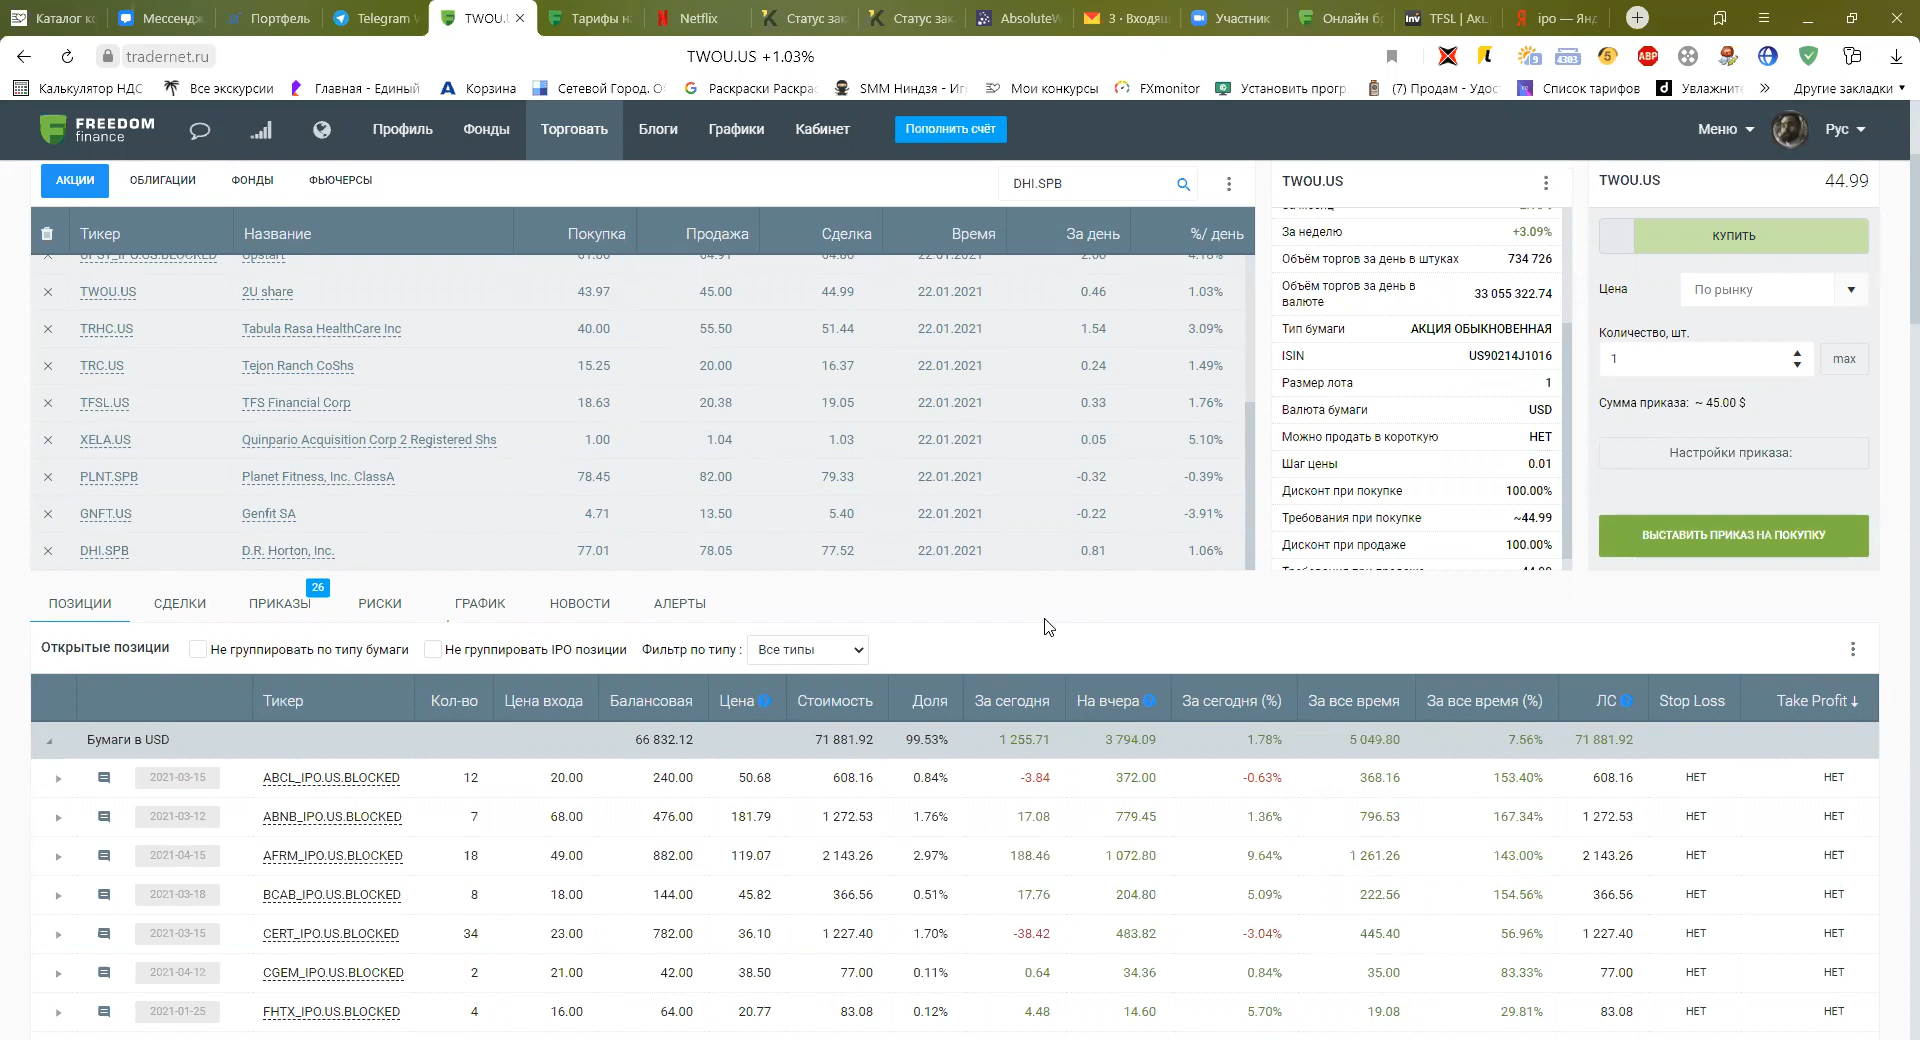 Каталог кс
Мессендж
Портфель
Telegram
TWOU.
Тарифы н
Netflix
Статус зак
Статус зак
AbsoluteW
3 · Входящ
Участник
Онлайн б
TFSL | Акц
ipo — Янд
tradernet.ru
TWOU.US +1.03%
Калькулятор НДС
Все экскурсии
Главная - Единый
Корзина
Сетевой Город. О
Раскраски Раскра
SMM Ниндзя - Иг
Мои конкурсы
FXmonitor
Установить прогр
(7) Продам - Удос
Список тарифов
Увлажнит
Другие закладки
FREEDOM
finance
Профиль
Фонды
Торговать
Блоги
Графики
Кабинет
Пополнить счёт
Меню
Рус
АКЦИИ
ОБЛИГАЦИИ
ФОНДЫ
ФЬЮЧЕРСЫ
DHI.SPB
Тикер Название Покупка Продажа Сделка Время За день %/ день
UPST_IPO.US.BLOCKED Upstart 22.01.2021 4.18%
TWOU.US 2U share 43.97 45.00 44.99 22.01.2021 0.46 1.03%
TRHC.US Tabula Rasa HealthCare Inc 40.00 55.50 51.44 22.01.2021 1.54 3.09%
TRC.US Tejon Ranch CoShs 15.25 20.00 16.37 22.01.2021 0.24 1.49%
TFSL.US TFS Financial Corp 18.63 20.38 19.05 22.01.2021 0.33 1.76%
XELA.US Quinpario Acquisition Corp 2 Registered Shs 1.00 1.04 1.03 22.01.2021 0.05 5.10%
PLNT.SPB Planet Fitness, Inc. ClassA 78.45 82.00 79.33 22.01.2021 -0.32 -0.39%
GNFT.US Genfit SA 4.71 13.50 5.40 22.01.2021 -0.22 -3.91%
DHI.SPB D.R. Horton, Inc. 77.01 78.05 77.52 22.01.2021 0.81 1.06%
TWOU.US
За неделю +3.09%
Объём торгов за день в штуках 734 726
Объём торгов за день в
валюте 33 055 322.74
Тип бумаги АКЦИЯ ОБЫКНОВЕННАЯ
ISIN US90214J1016
Размер лота 1
Валюта бумаги USD
Можно продать в короткую НЕТ
Шаг цены 0.01
Дисконт при покупке 100.00%
Требования при покупке ~44.99
Дисконт при продаже 100.00%
TWOU.US 44.99
КУПИТЬ
Цена По рынку
Количество, шт.
1 max
Сумма приказа: ~ 45.00 $
Настройки приказа:
ВЫСТАВИТЬ ПРИКАЗ НА ПОКУПКУ
ПОЗИЦИИ
СДЕЛКИ
ПРИКАЗЫ
26
РИСКИ
ГРАФИК
НОВОСТИ
АЛЕРТЫ
Открытые позиции Не группировать по типу бумаги Не группировать IPO позиции Фильтр по типу : Все типы
Тикер Кол-во Цена входа Балансовая Цена Стоимость Доля За сегодня На вчера За сегодня (%) За все время За все время (%) ЛС Stop Loss Take Profit ↓
Бумаги в USD 66 832.12 71 881.92 99.53% 1 255.71 3 794.09 1.78% 5 049.80 7.56% 71 881.92
2021-03-15 ABCL_IPO.US.BLOCKED 12 20.00 240.00 50.68 608.16 0.84% -3.84 372.00 -0.63% 368.16 153.40% 608.16 НЕТ НЕТ
2021-03-12 ABNB_IPO.US.BLOCKED 7 68.00 476.00 181.79 1 272.53 1.76% 17.08 779.45 1.36% 796.53 167.34% 1 272.53 НЕТ НЕТ
2021-04-15 AFRM_IPO.US.BLOCKED 18 49.00 882.00 119.07 2 143.26 2.97% 188.46 1 072.80 9.64% 1 261.26 143.00% 2 143.26 НЕТ НЕТ
2021-03-18 BCAB_IPO.US.BLOCKED 8 18.00 144.00 45.82 366.56 0.51% 17.76 204.80 5.09% 222.56 154.56% 366.56 НЕТ НЕТ
2021-03-15 CERT_IPO.US.BLOCKED 34 23.00 782.00 36.10 1 227.40 1.70% -38.42 483.82 -3.04% 445.40 56.96% 1 227.40 НЕТ НЕТ
2021-04-12 CGEM_IPO.US.BLOCKED 2 21.00 42.00 38.50 77.00 0.11% 0.64 34.36 0.84% 35.00 83.33% 77.00 НЕТ НЕТ
2021-01-25 FHTX_IPO.US.BLOCKED 4 16.00 64.00 20.77 83.08 0.12% 4.48 14.60 5.70% 19.08 29.81% 83.08 НЕТ НЕТ